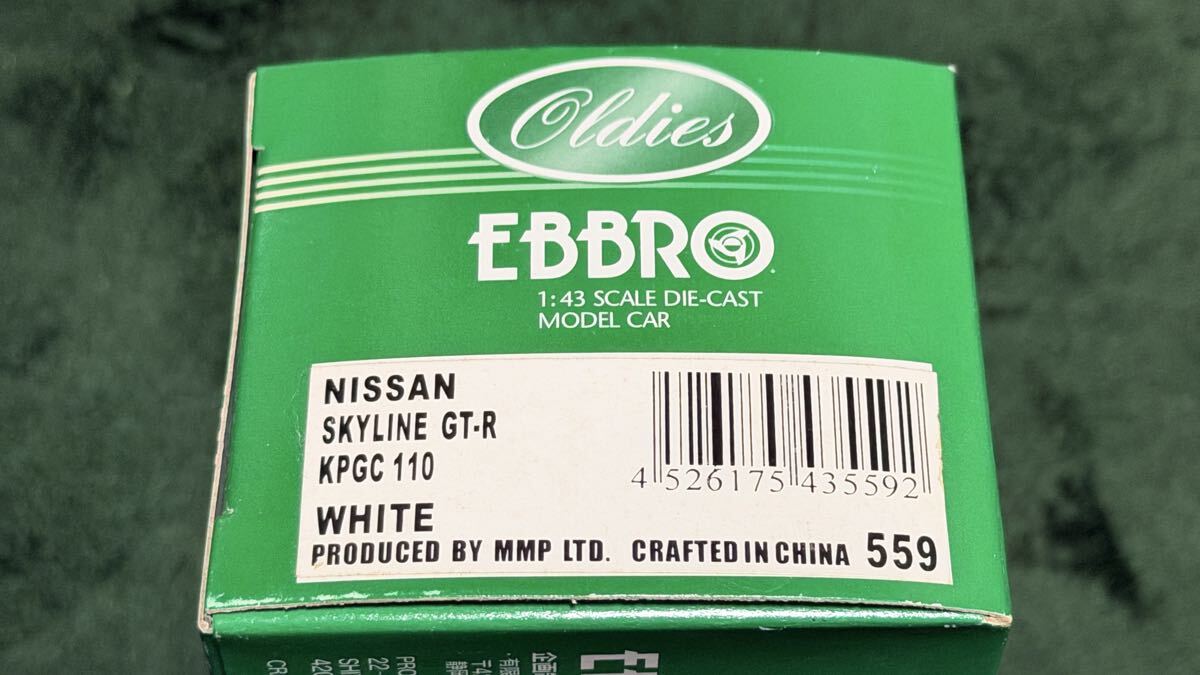 Oldies
EBBRO
1:43 SCALE DIE-CAST
MODEL CAR
NISSAN
SKYLINE GT-R
KPGC 110
WHITE
4 526175 435592
PRODUCED BY MMP LTD. CRAFTED IN CHINA 559